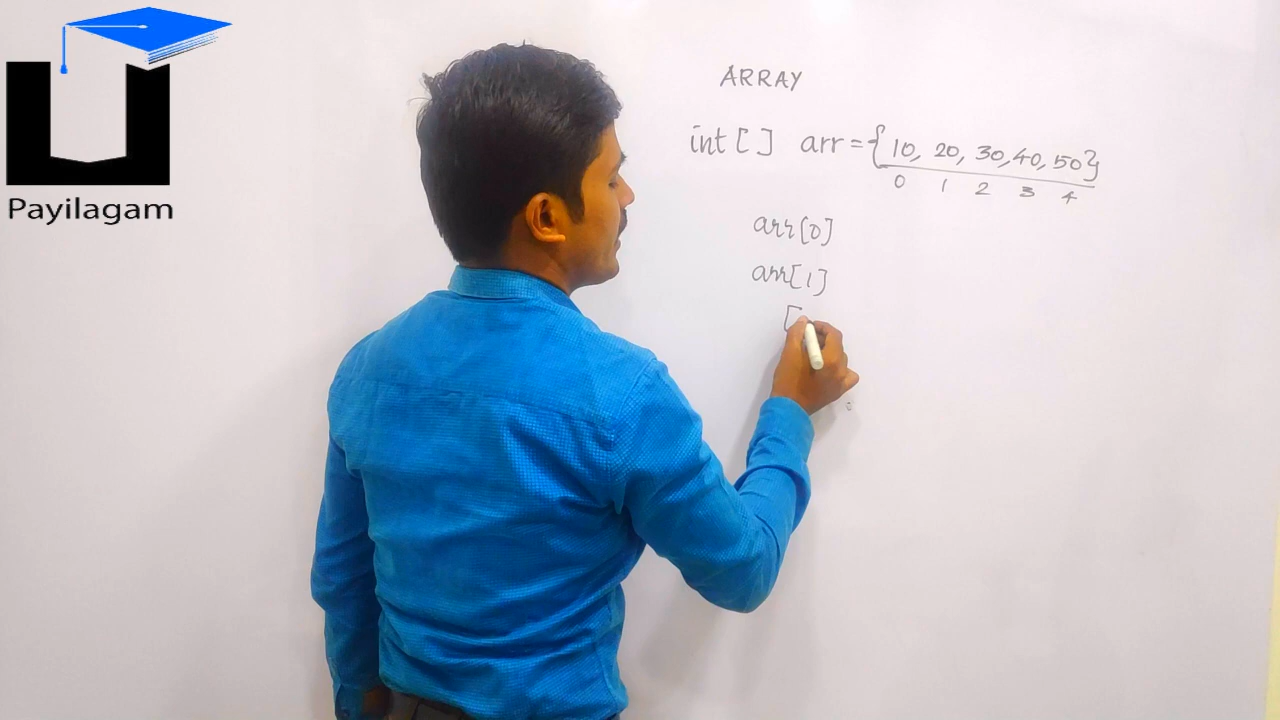 Payilagam
ARRAY
int [ ] arr = { 10, 20, 30, 40, 50 }
0 1 2 3 4
arr[0]
arr[1]
[